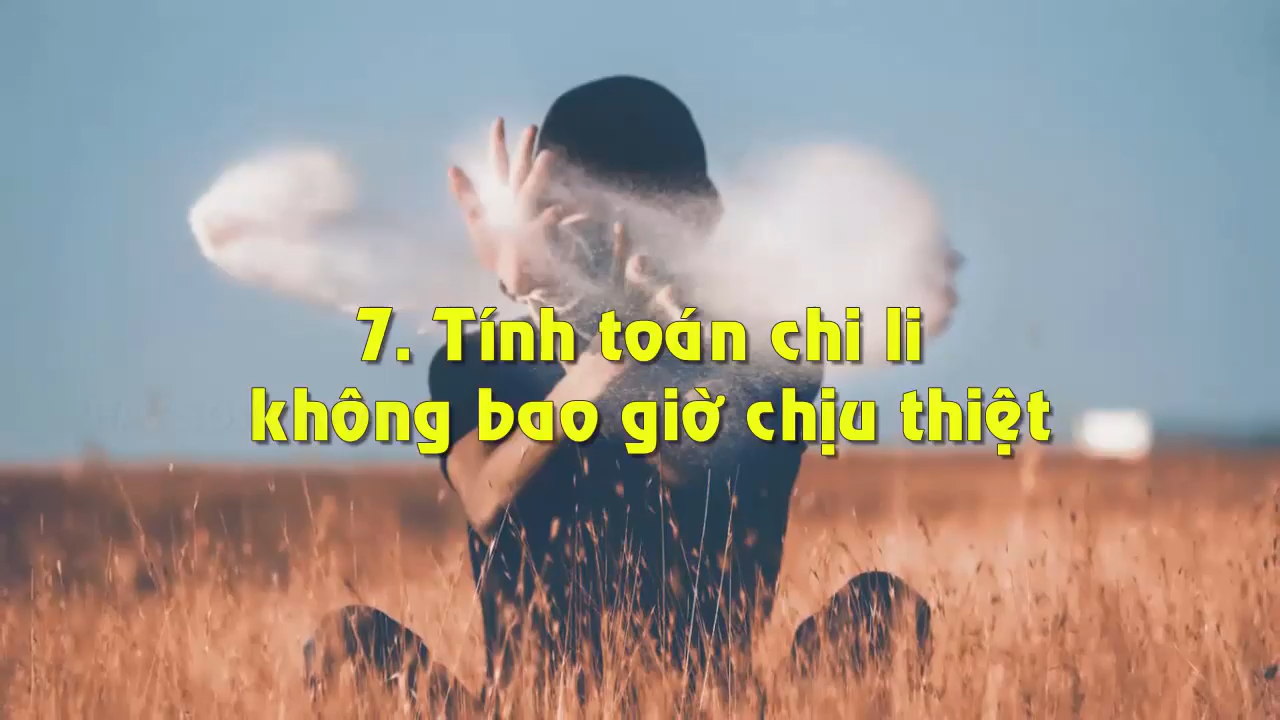 7. Tính toán chi li
không bao giờ chịu thiệt